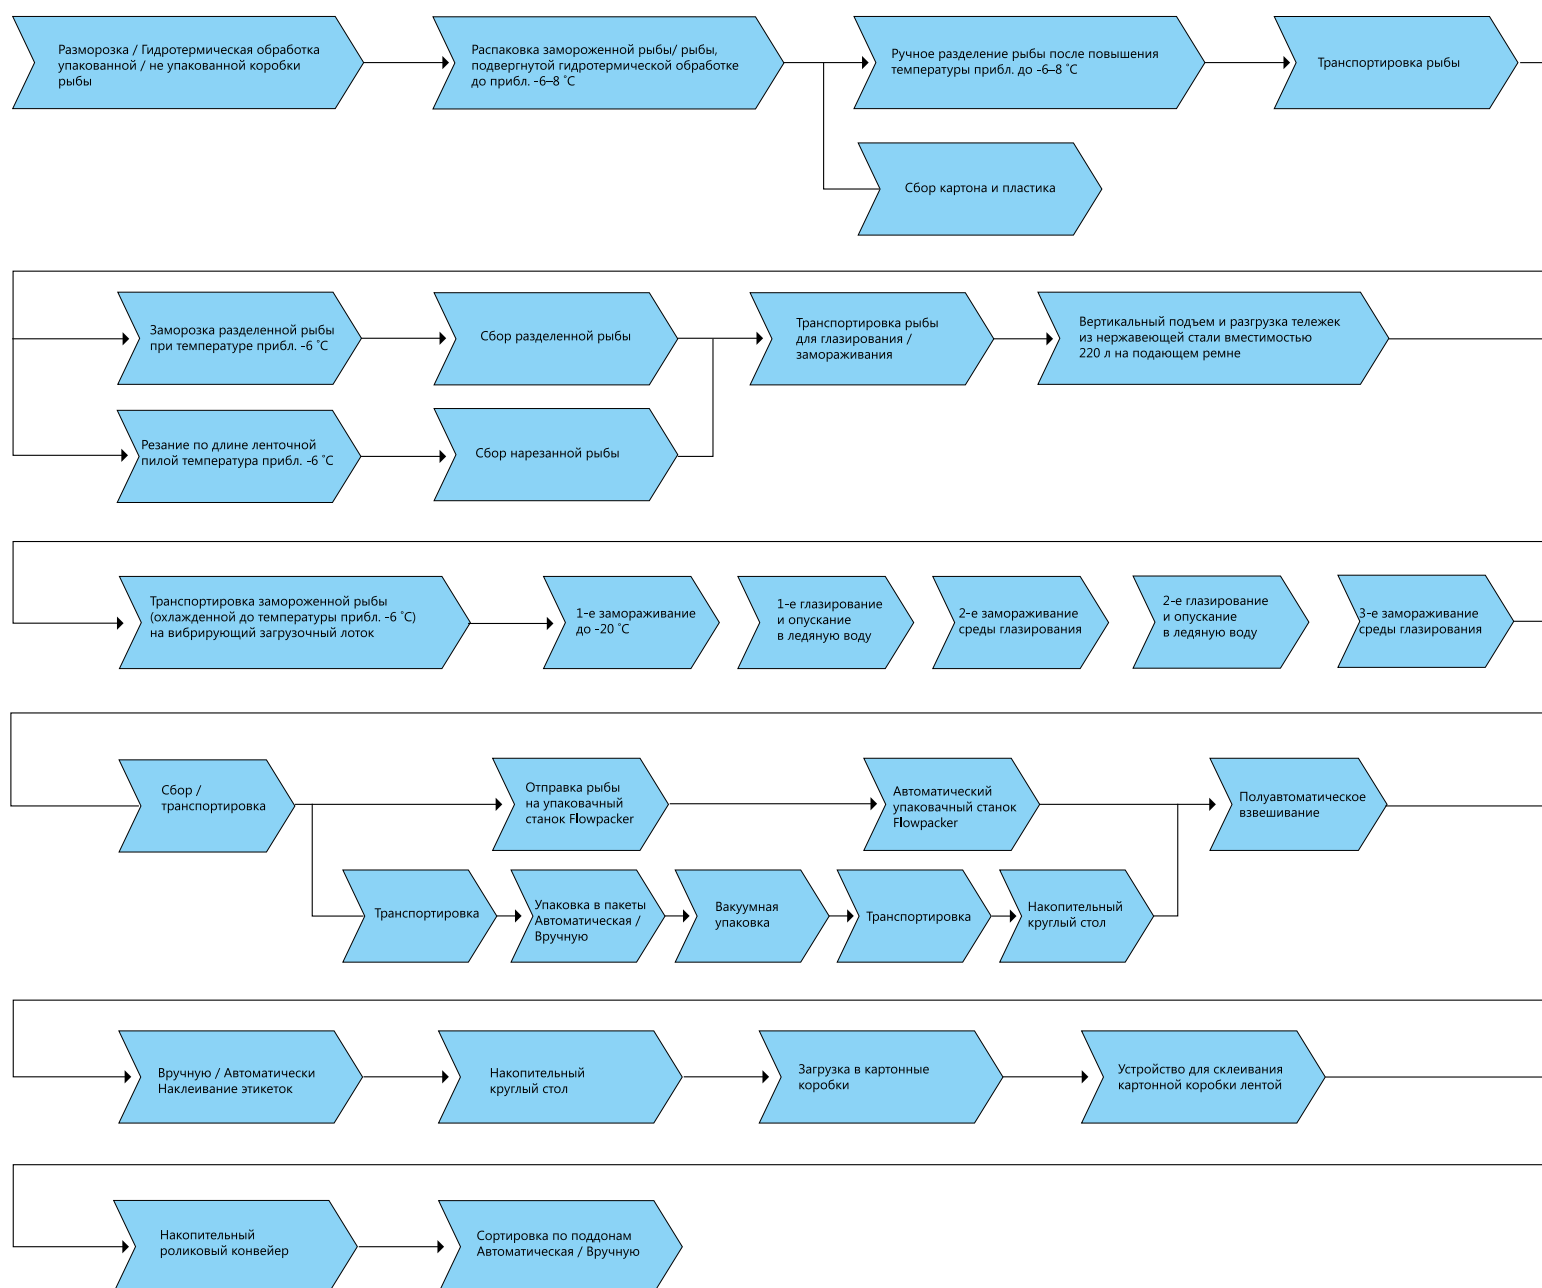 Разморозка / Гидротермическая обработка
упакованной / не упакованной коробки
рыбы
Распаковка замороженной рыбы/ рыбы,
подвергнутой гидротермической обработке
до прибл. -6–8 ˚C
Ручное разделение рыбы после повышения
температуры прибл. до -6–8 ˚C
Транспортировка рыбы
Сбор картона и пластика
Заморозка разделенной рыбы
при температуре прибл. -6 ˚C
Сбор разделенной рыбы
Транспортировка рыбы
для глазирования /
замораживания
Вертикальный подъем и разгрузка тележек
из нержавеющей стали вместимостью
220 л на подающем ремне
Резание по длине ленточной
пилой температура прибл. -6 ˚C
Сбор нарезанной рыбы
Транспортировка замороженной рыбы
(охлажденной до температуры прибл. -6 ˚C)
на вибрирующий загрузочный лоток
1-е замораживание
до -20 ˚C
1-е глазирование
и опускание
в ледяную воду
2-е замораживание
среды глазирования
2-е глазирование
и опускание
в ледяную воду
3-е замораживание
среды глазирования
Сбор /
транспортировка
Отправка рыбы
на упаковачный
станок Flowpacker
Автоматический
упаковачный станок
Flowpacker
Полуавтоматическое
взвешивание
Транспортировка
Упаковка в пакеты
Автоматическая /
Вручную
Вакуумная
упаковка
Транспортировка
Накопительный
круглый стол
Вручную / Автоматически
Наклеивание этикеток
Накопительный
круглый стол
Загрузка в картонные
коробки
Устройство для склеивания
картонной коробки лентой
Накопительный
роликовый конвейер
Сортировка по поддонам
Автоматическая / Вручную